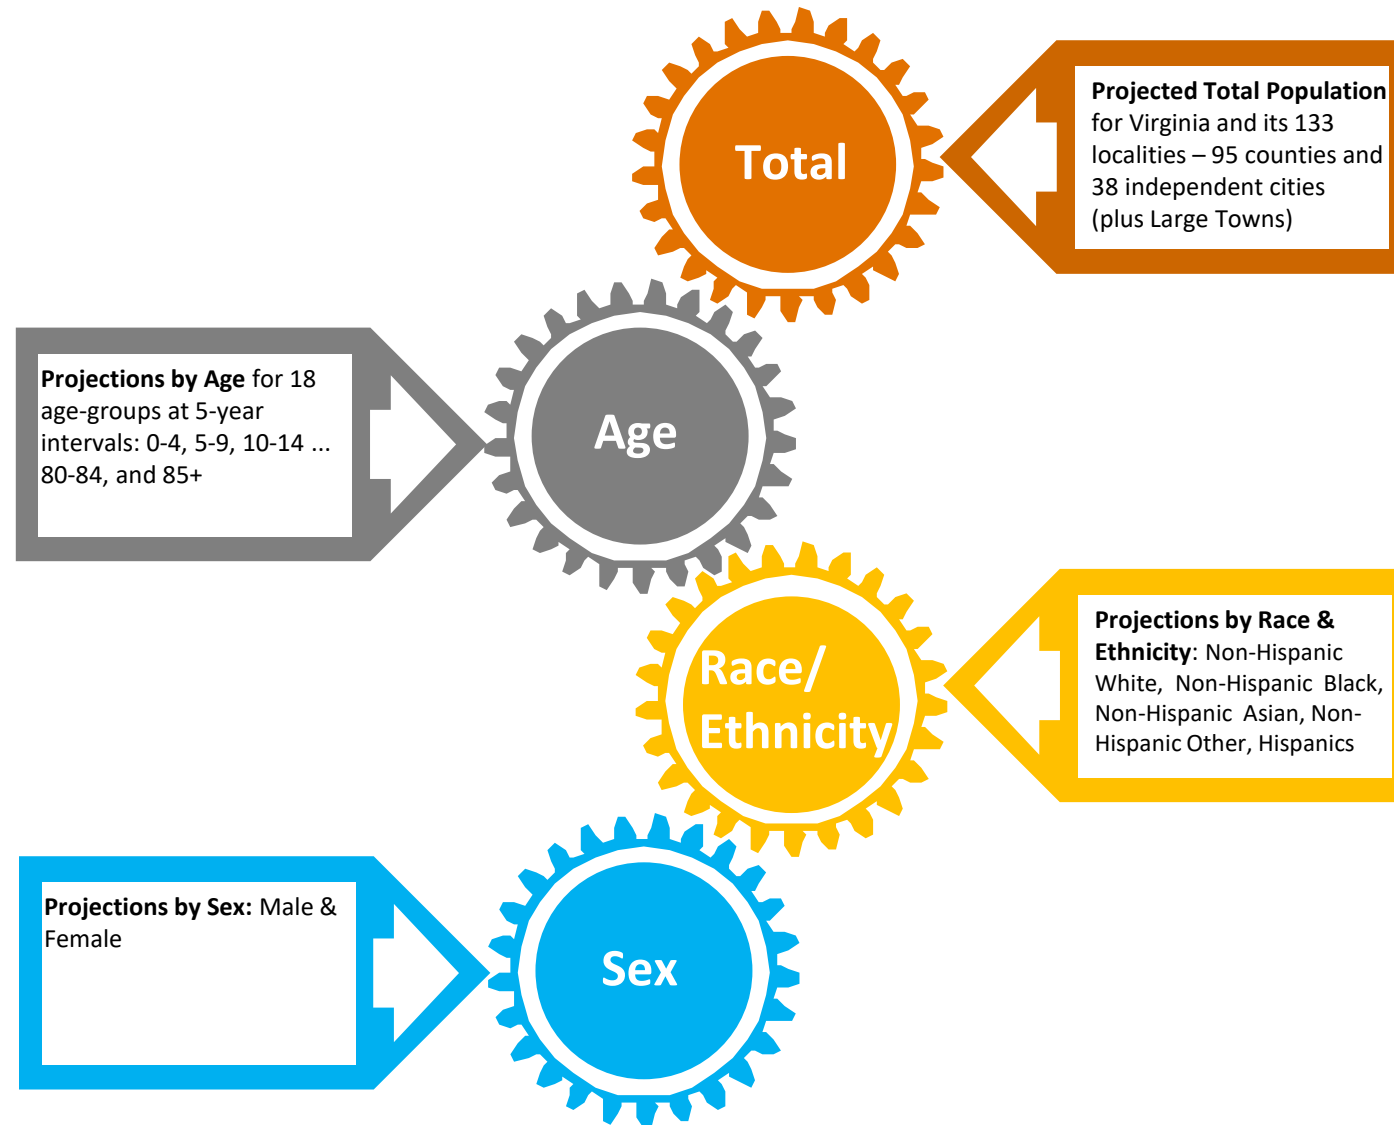 Total
Projected Total Population
for Virginia and its 133
localities – 95 counties and
38 independent cities
(plus Large Towns)
Projections by Age for 18
age-groups at 5-year
intervals: 0-4, 5-9, 10-14 ...
80-84, and 85+
Age
Race/
Ethnicity
Projections by Race &
Ethnicity: Non-Hispanic
White, Non-Hispanic Black,
Non-Hispanic Asian, Non-
Hispanic Other, Hispanics
Projections by Sex: Male &
Female
Sex